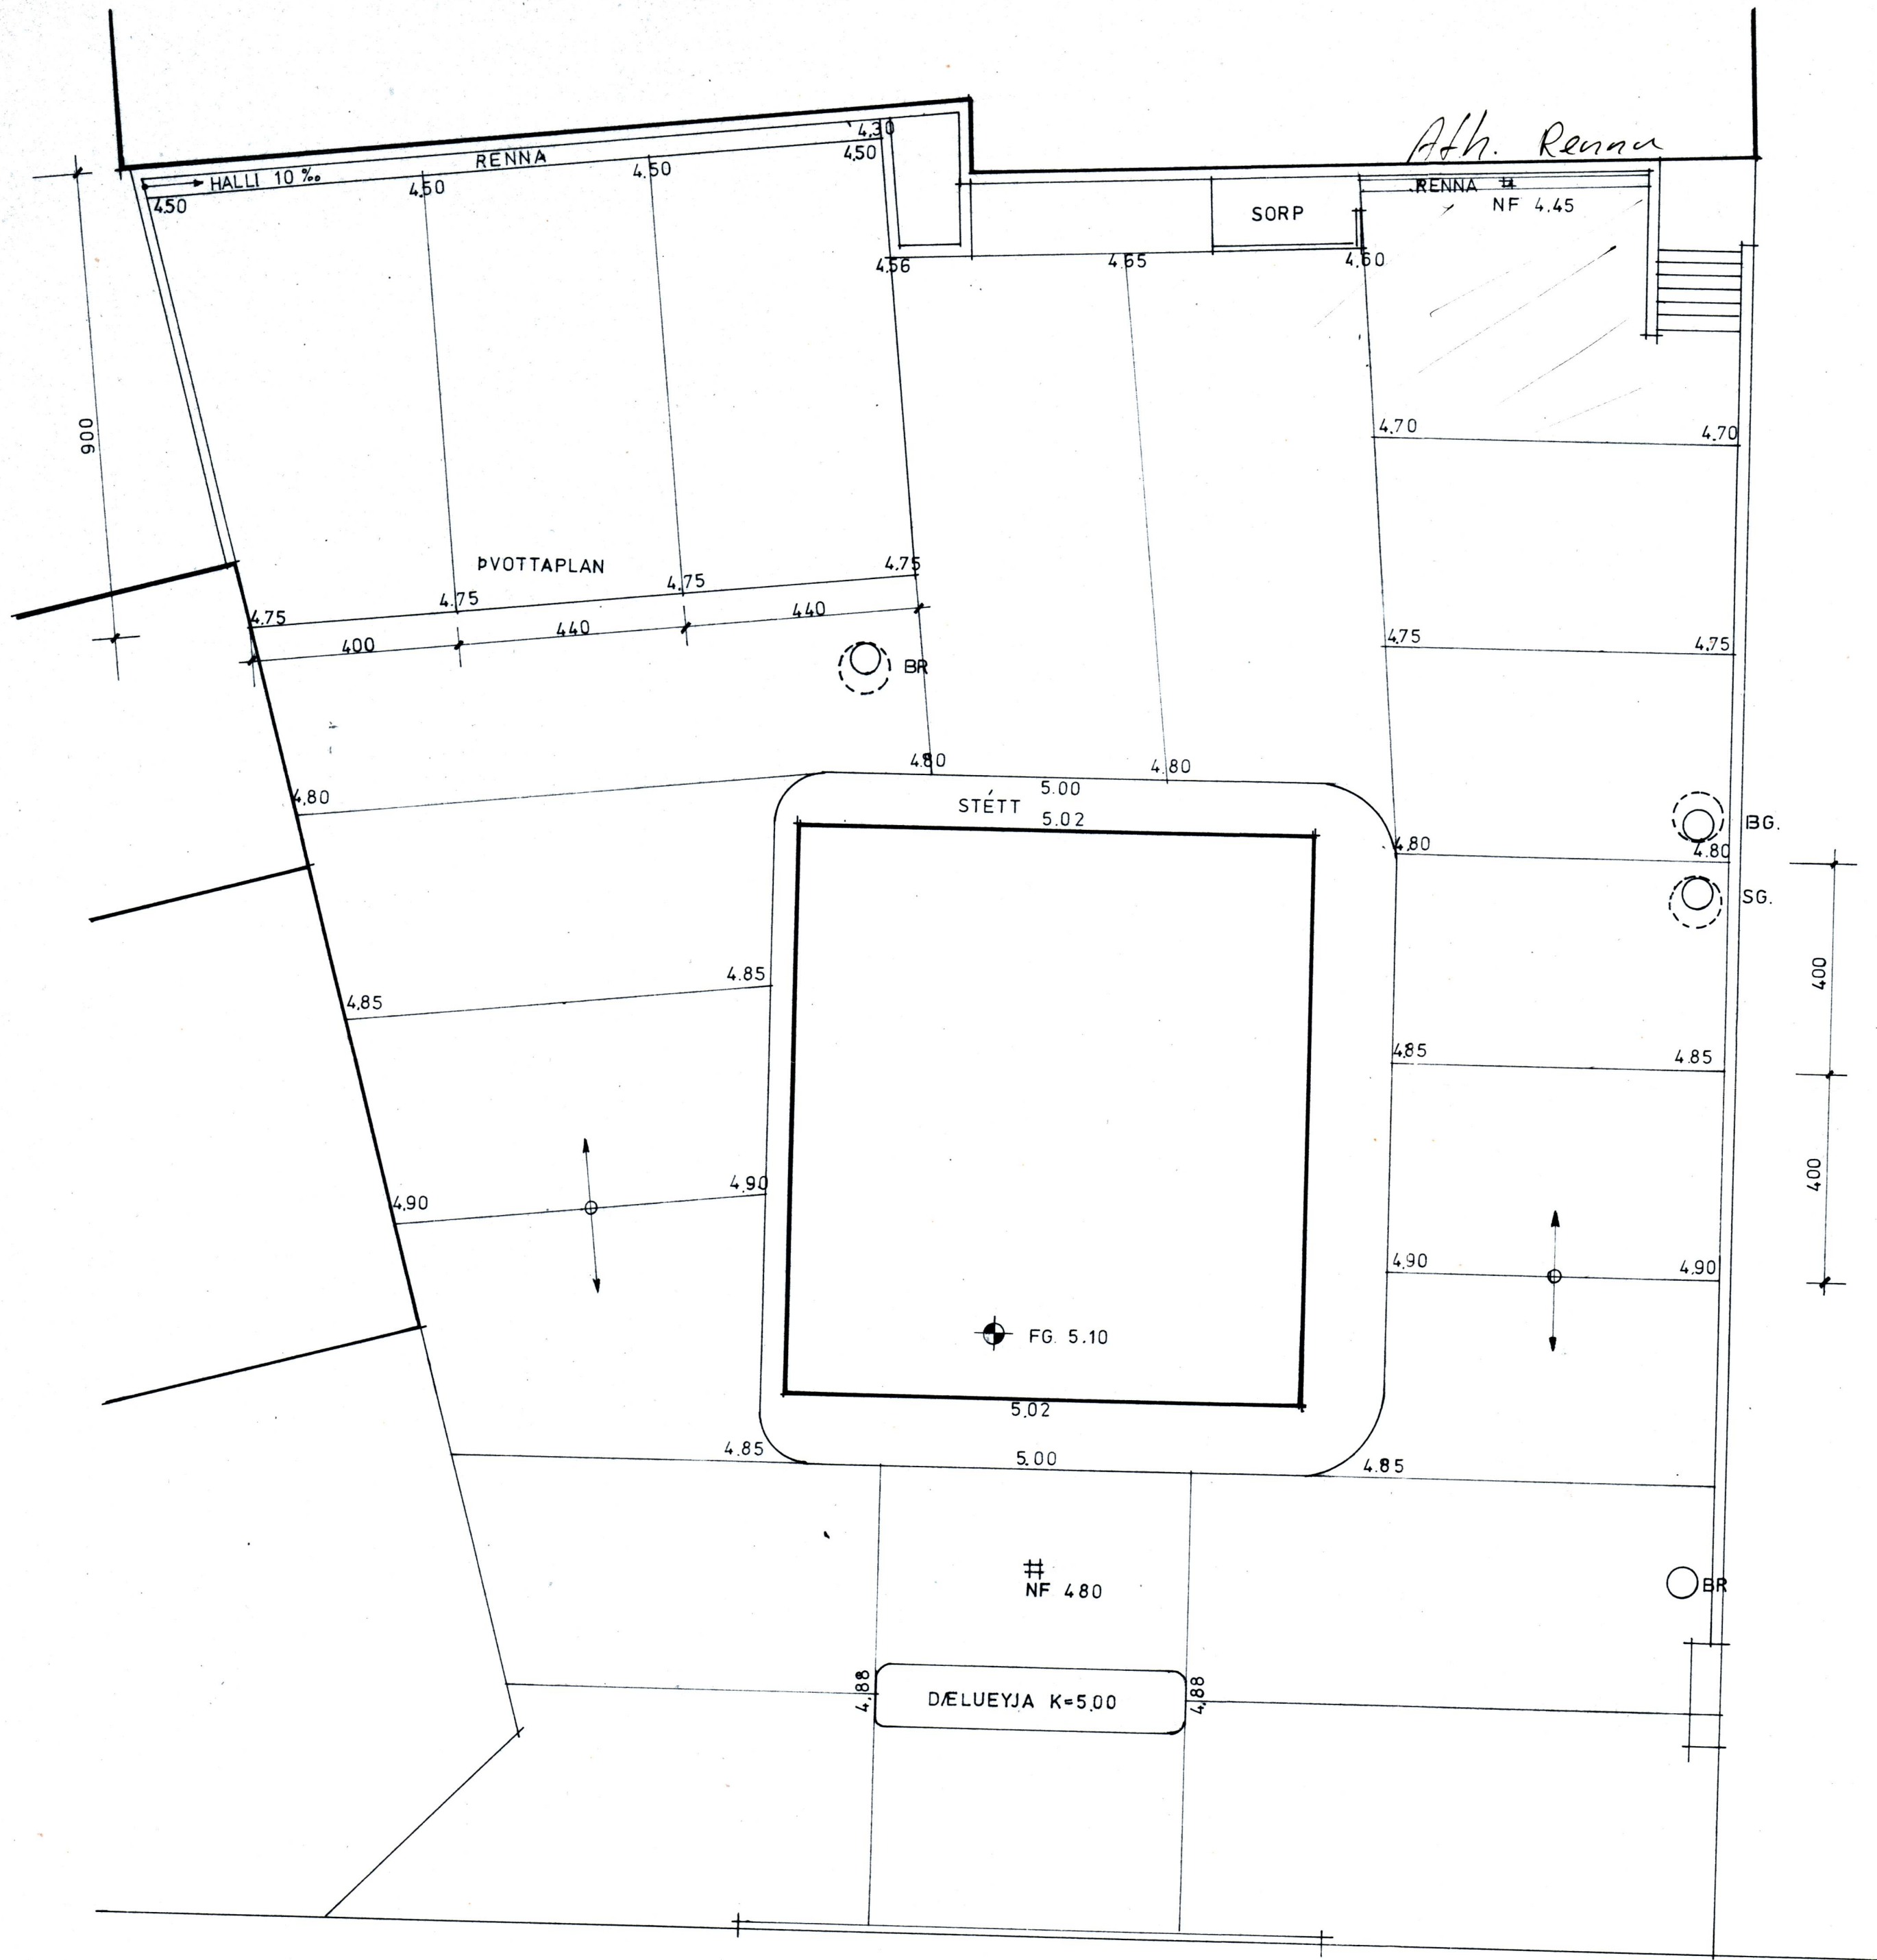 Ath. Renna
4.30
RENNA
4.50
HALLI 10 ‰
4.50
4.50
4.50
RENNA
NF 4.45
SORP
4.56
4.65
4.60
900
4.70
4.70
ÞVOTTAPLAN
4.75
4.75
4.75
4.75
400
440
440
BR
4.75
4.75
4.80
4.80
4.80
5.00
STÉTT
5.02
BG.
4.80
4.80
SG.
400
4.85
4.85
4.85
4.85
400
4.90
4.90
4.90
4.90
FG. 5.10
5.02
4.85
5.00
4.85
NF 480
BR
4.88
DÆLUEYJA K=5.00
4.88